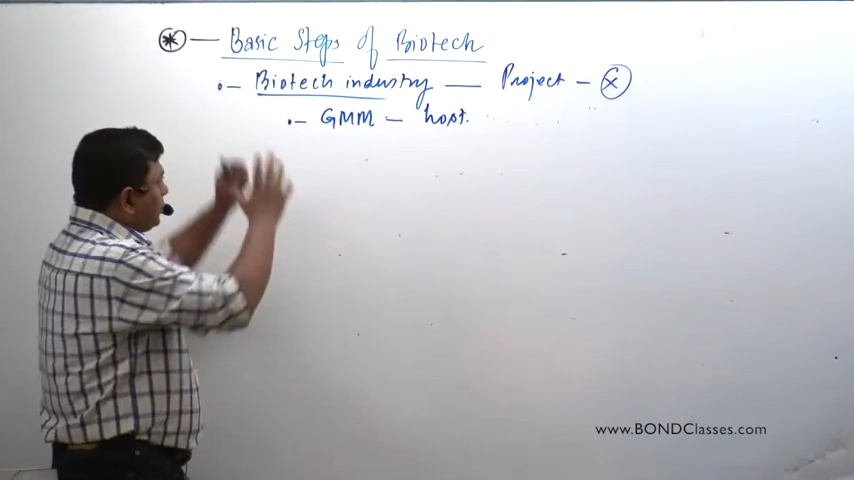 * — Basic Steps of Biotech
•– Biotech industry — Project – X
•– GMM – host.
www.BONDClasses.com